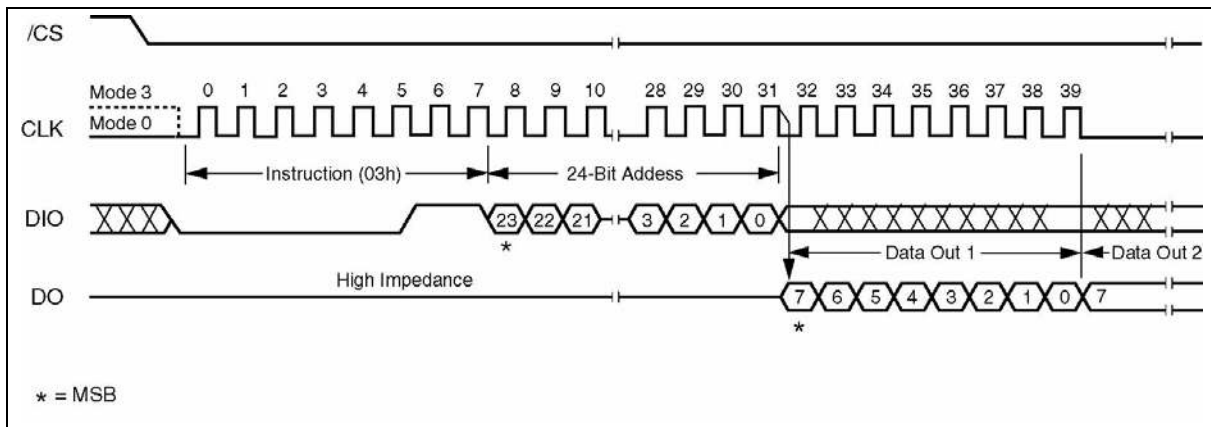 /CS
Mode 3
Mode 0
CLK
0 1 2 3 4 5 6 7 8 9 10 28 29 30 31 32 33 34 35 36 37 38 39
Instruction (03h) 24-Bit Addess
DIO
23 22 21 3 2 1 0
*
Data Out 1 Data Out 2
High Impedance
DO
7 6 5 4 3 2 1 0 7
*
* = MSB